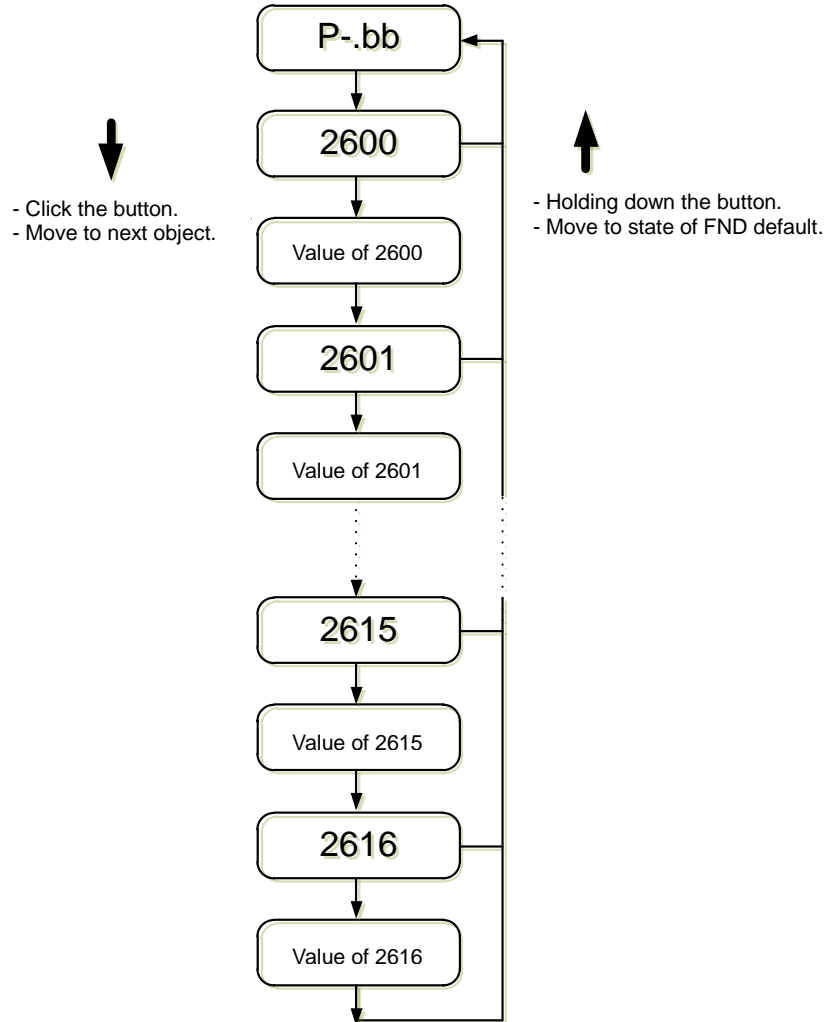 P-.bb
2600
- Click the button.
- Move to next object.
- Holding down the button.
- Move to state of FND default.
Value of 2600
2601
Value of 2601
2615
Value of 2615
2616
Value of 2616